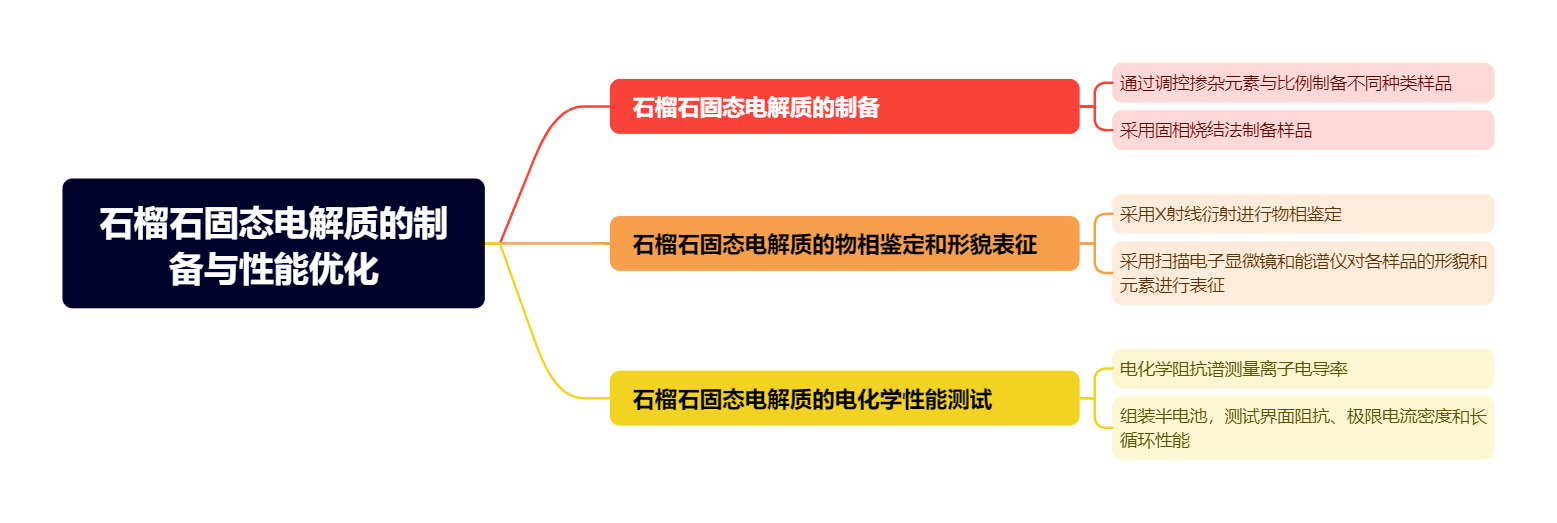 石榴石固态电解质的制
备与性能优化
石榴石固态电解质的制备
通过调控掺杂元素与比例制备不同种类样品
采用固相烧结法制备样品
石榴石固态电解质的物相鉴定和形貌表征
采用X射线衍射进行物相鉴定
采用扫描电子显微镜和能谱仪对各样品的形貌和
元素进行表征
石榴石固态电解质的电化学性能测试
电化学阻抗谱测量离子电导率
组装半电池，测试界面阻抗、极限电流密度和长
循环性能